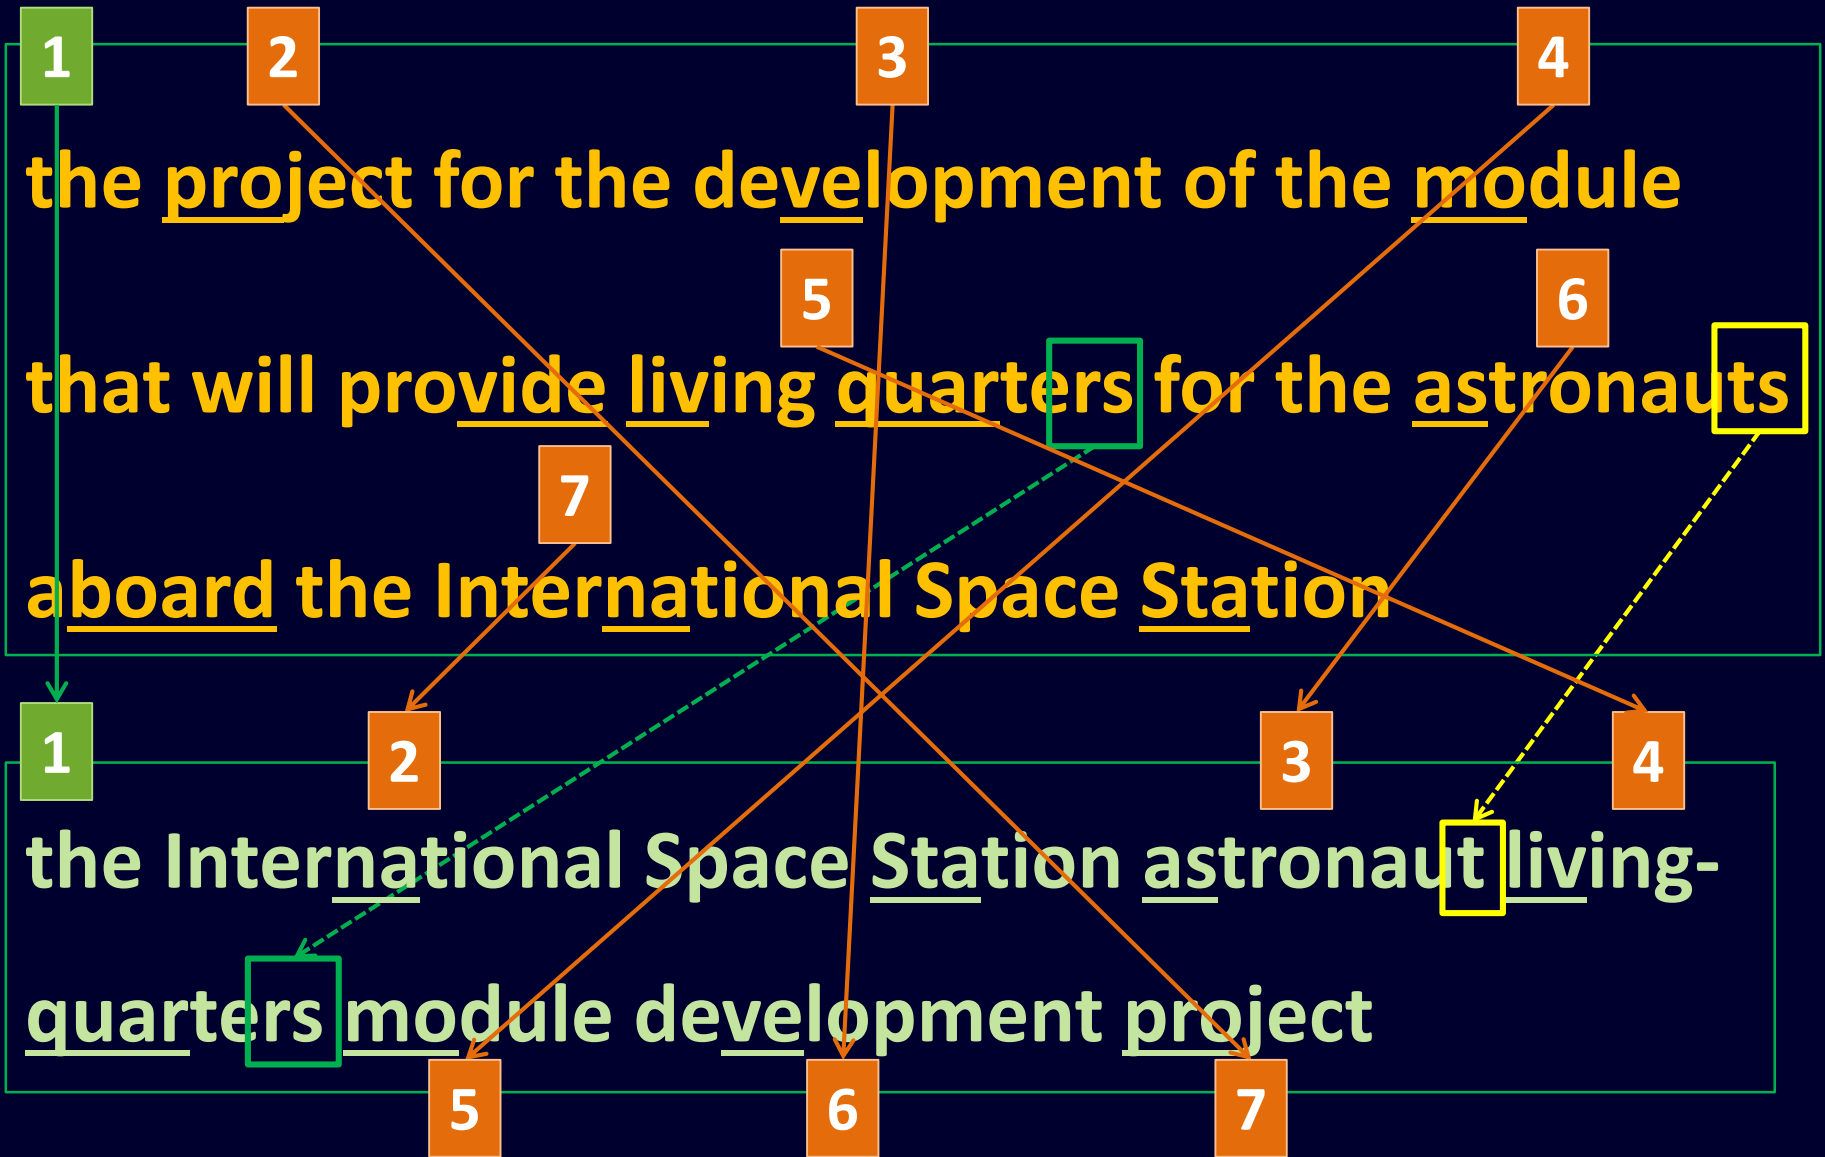 1 2 3 4
the project for the development of the module
5 6
that will provide living quarters for the astronauts
7
aboard the International Space Station
1 2 3 4
the International Space Station astronaut living-
quarters module development project
5 6 7